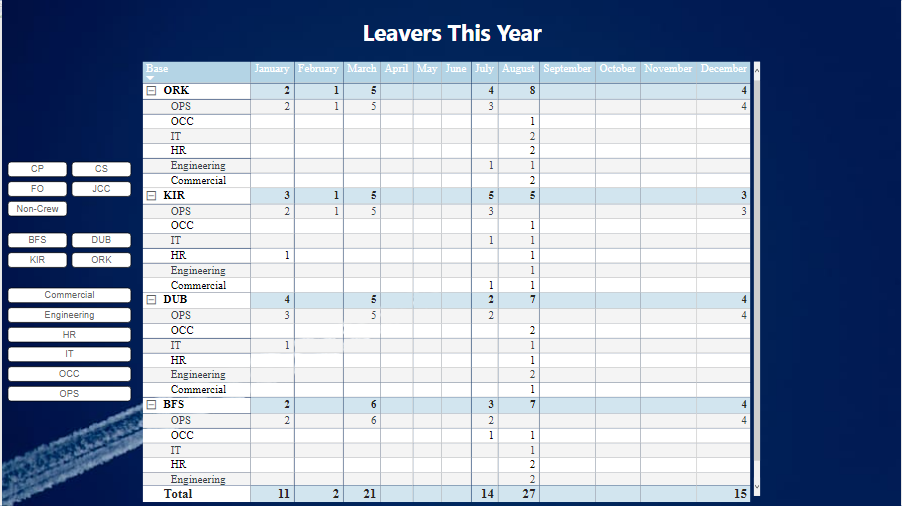 Leavers This Year
Base January February March April May June July August September October November December
ORK 2 1 5 4 8 4
OPS 2 1 5 3 4
OCC 1
IT 2
HR 2
Engineering 1 1
Commercial 2
KIR 3 1 5 5 5 3
OPS 2 1 5 3 3
OCC 1
IT 1 1
HR 1 1
Engineering 1
Commercial 1 1
DUB 4 5 2 7 4
OPS 3 5 2 4
OCC 2
IT 1 1
HR 1
Engineering 2
Commercial 1
BFS 2 6 3 7 4
OPS 2 6 2 4
OCC 1 1
IT 1
HR 2
Engineering 2
Total 11 2 21 14 27 15
CP CS
FO JCC
Non-Crew
BFS DUB
KIR ORK
Commercial
Engineering
HR
IT
OCC
OPS